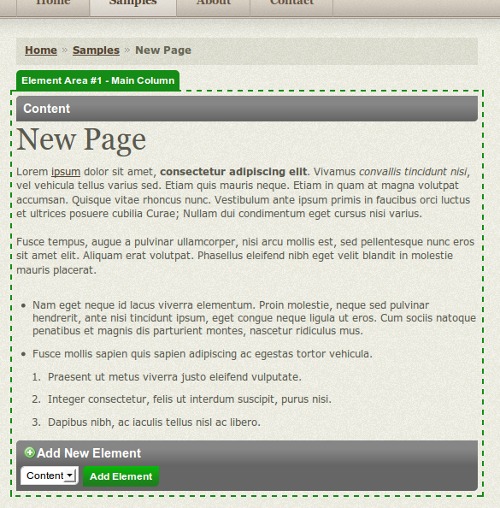 Home Samples About Contact
Home » Samples » New Page
Element Area #1 - Main Column
Content
New Page
Lorem ipsum dolor sit amet, consectetur adipiscing elit. Vivamus convallis tincidunt nisi,
vel vehicula tellus varius sed. Etiam quis mauris neque. Etiam in quam at magna volutpat
accumsan. Quisque vitae rhoncus nunc. Vestibulum ante ipsum primis in faucibus orci luctus
et ultrices posuere cubilia Curae; Nullam dui condimentum eget cursus nisi varius.
Fusce tempus, augue a pulvinar ullamcorper, nisi arcu mollis est, sed pellentesque nunc eros
sit amet elit. Aliquam erat volutpat. Phasellus eleifend nibh eget velit blandit in molestie
mauris placerat.
• Nam eget neque id lacus viverra elementum. Proin molestie, neque sed pulvinar
hendrerit, ante nisi tincidunt ipsum, eget congue neque ligula ut eros. Cum sociis natoque
penatibus et magnis dis parturient montes, nascetur ridiculus mus.
• Fusce mollis sapien quis sapien adipiscing ac egestas tortor vehicula.
1. Praesent ut metus viverra justo eleifend vulputate.
2. Integer consectetur, felis ut interdum suscipit, purus nisi.
3. Dapibus nibh, ac iaculis tellus nisl ac libero.
Add New Element
Content Add Element